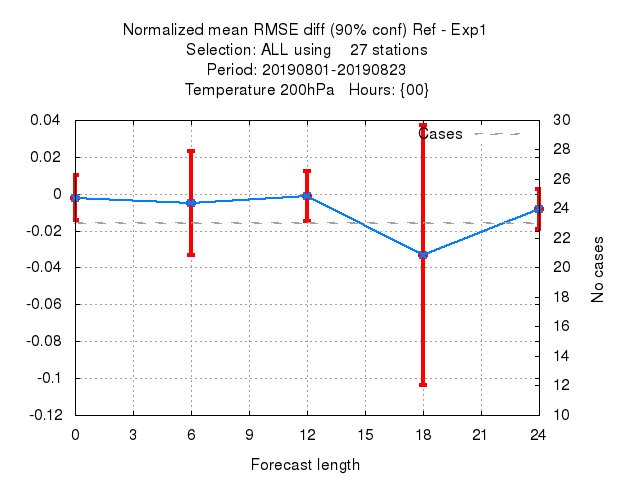 Normalized mean RMSE diff (90% conf) Ref - Exp1
Selection: ALL using    27 stations
Period: 20190801-20190823
Temperature 200hPa   Hours: {00}
Cases
0.04
0.02
0
-0.02
-0.04
-0.06
-0.08
-0.1
-0.12
30
28
26
24
22
20
18
16
14
12
10
No cases
0 3 6 9 12 15 18 21 24
Forecast length